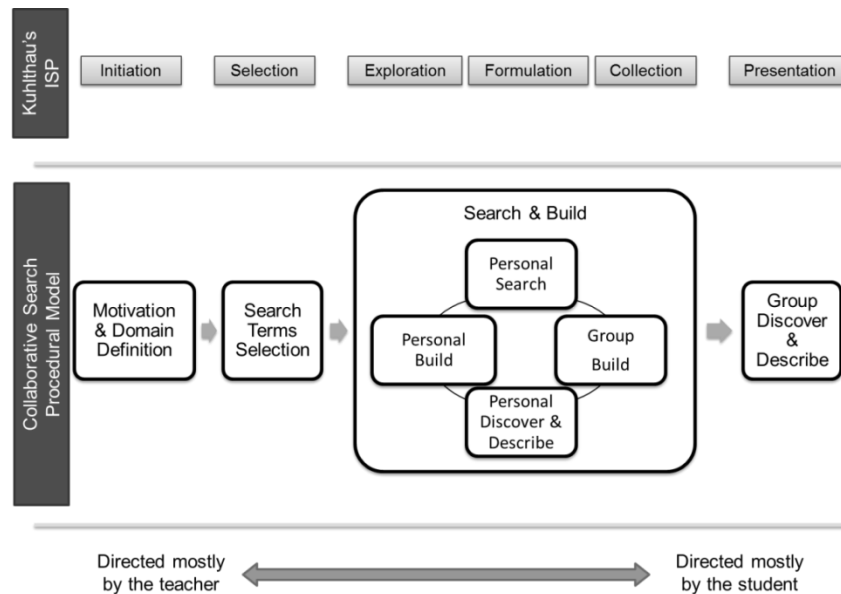 Kuhlthau's
ISP
Initiation
Selection
Exploration
Formulation
Collection
Presentation
Collaborative Search
Procedural Model
Motivation
& Domain
Definition
Search
Terms
Selection
Search & Build
Personal
Search
Personal
Build
Group
Build
Personal
Discover &
Describe
Group
Discover
&
Describe
Directed mostly
by the teacher
Directed mostly
by the student